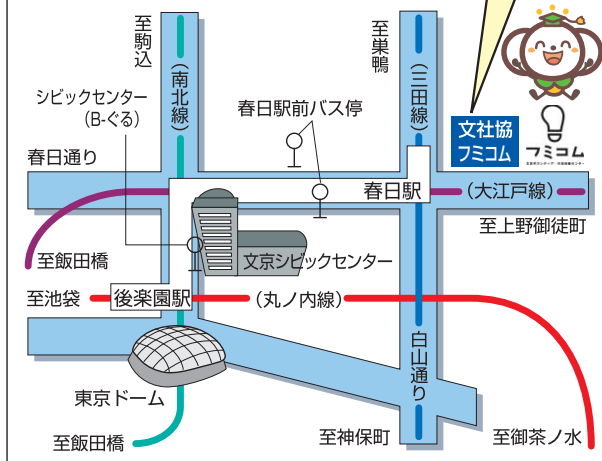 至駒込
(南北線)
至巣鴨
(三田線)
シビックセンター
(B-ぐる)
春日駅前バス停
文社協
フミコム
フミコム
春日通り
春日駅
(大江戸線)
至上野御徒町
至飯田橋
文京シビックセンター
至池袋
後楽園駅
(丸ノ内線)
白山通り
東京ドーム
至飯田橋
至神保町
至御茶ノ水